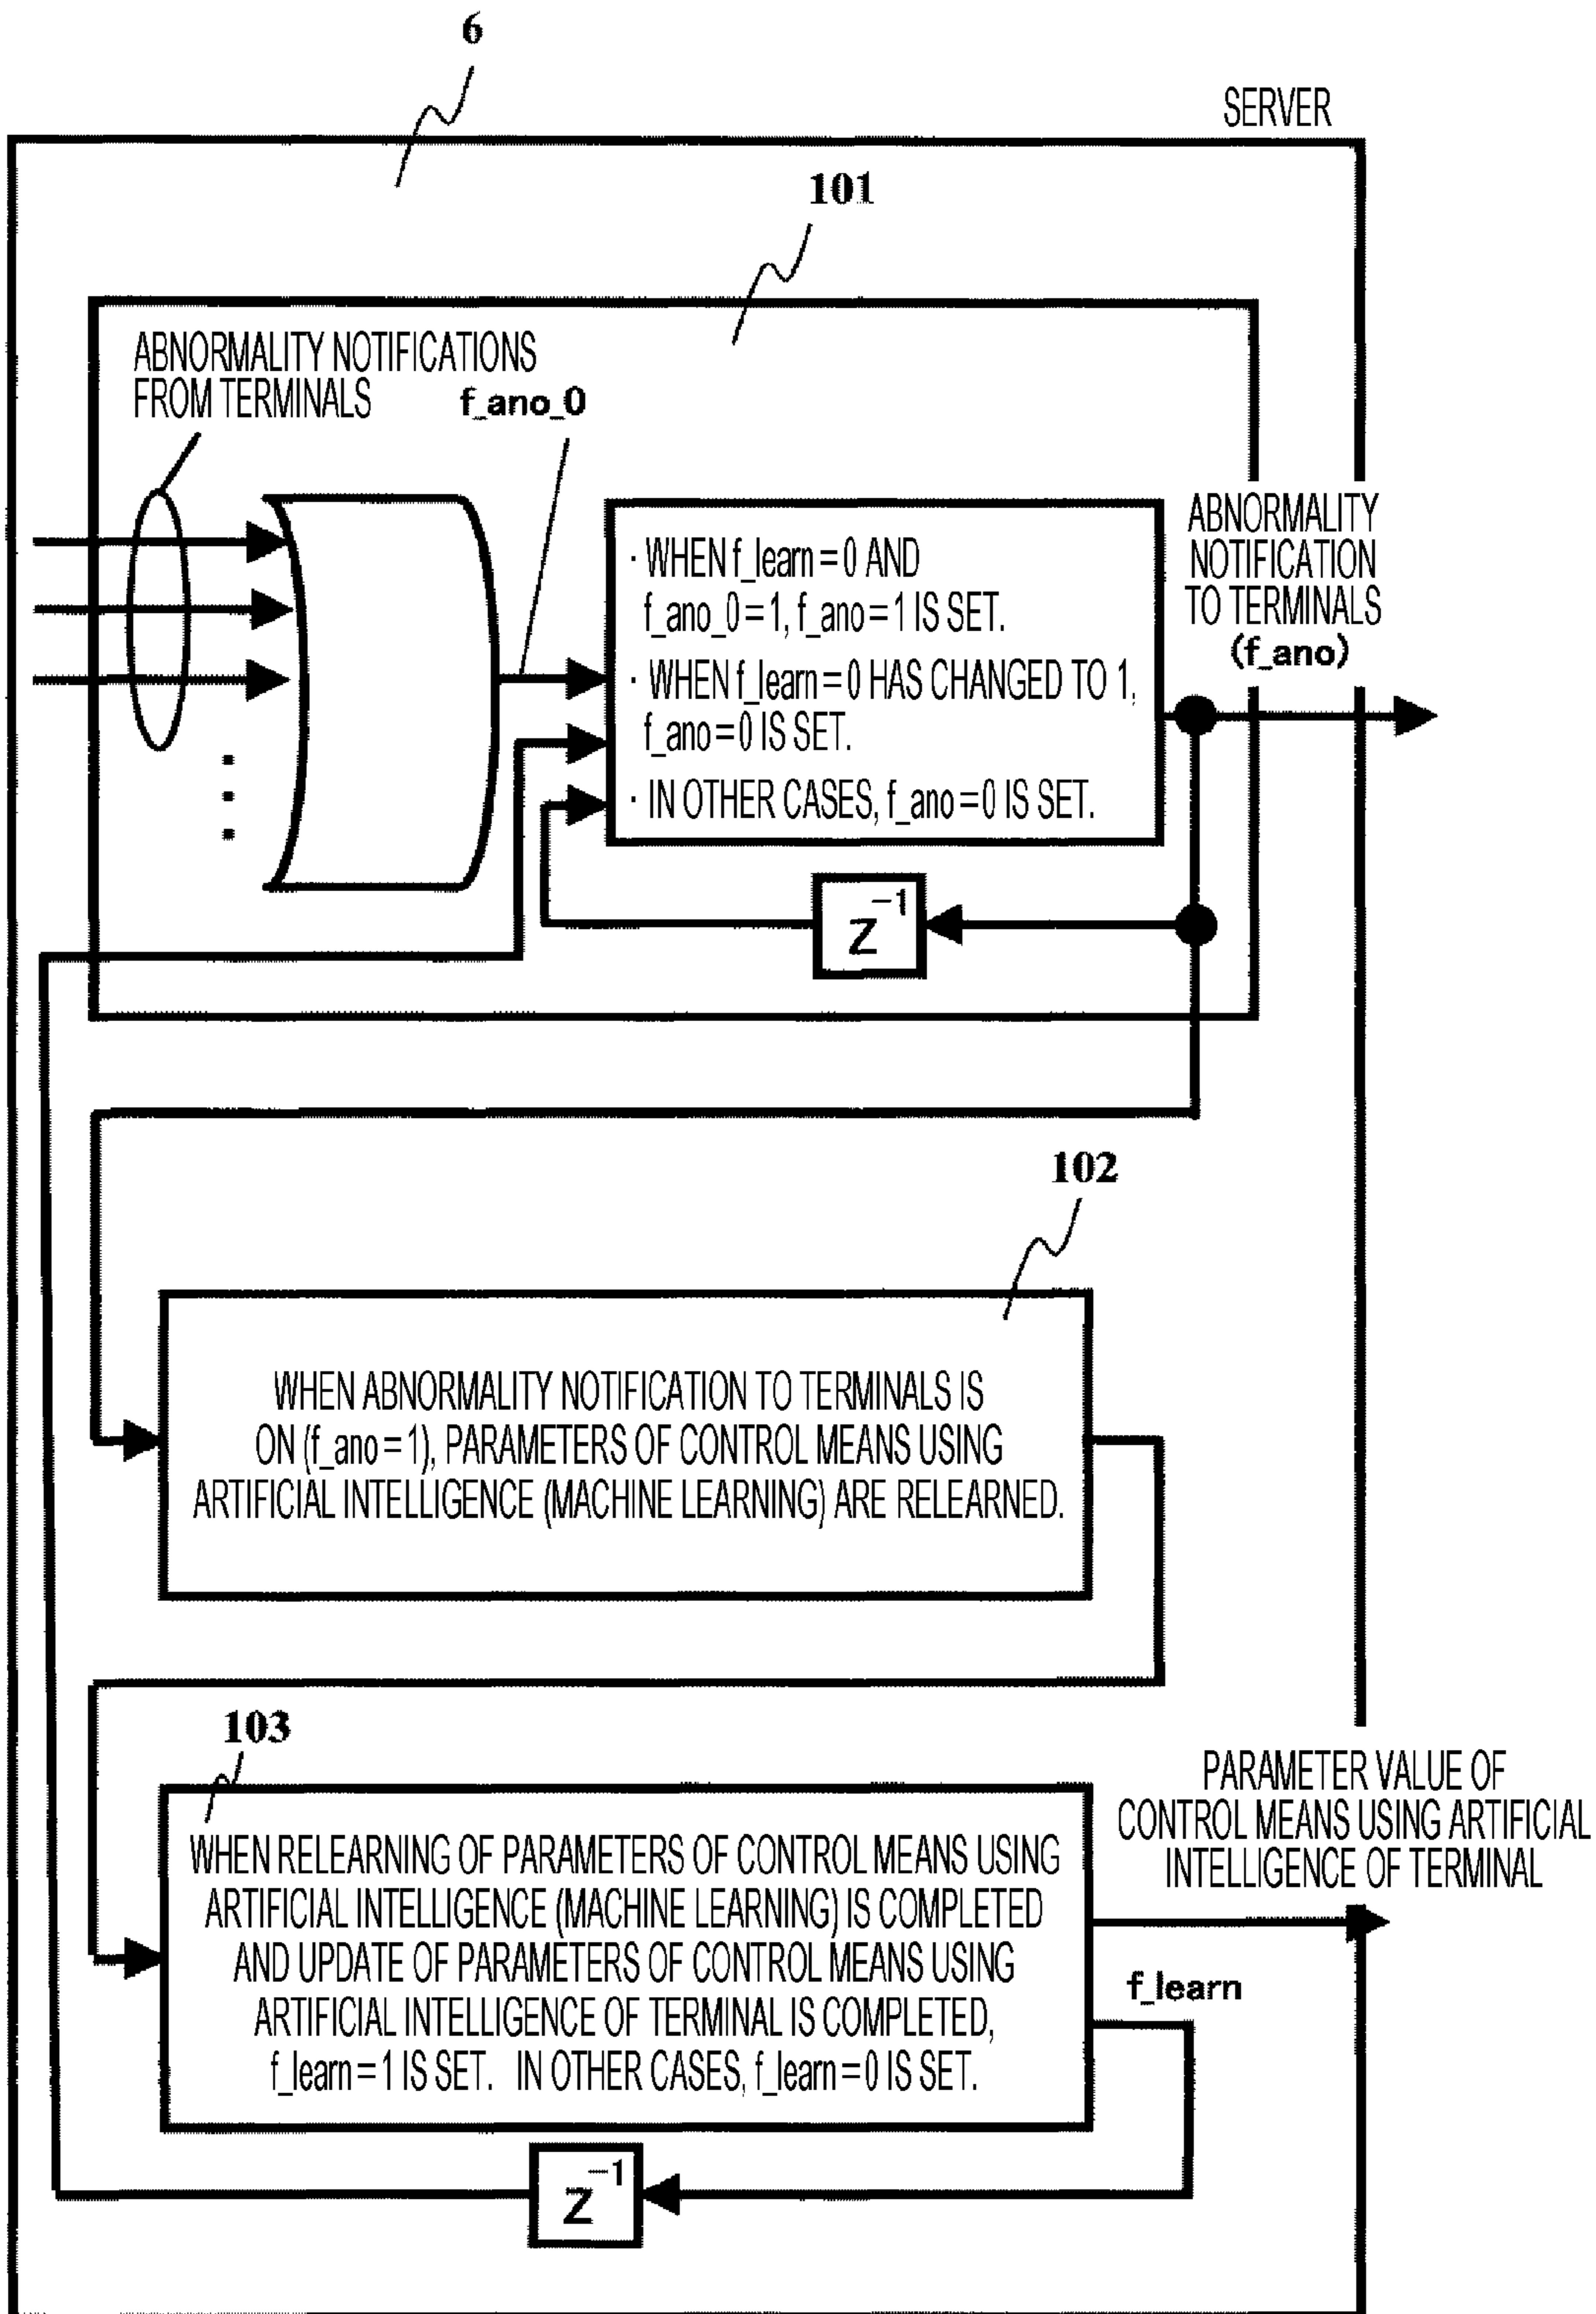 6
SERVER
101
ABNORMALITY NOTIFICATIONS
FROM TERMINALS
f_ano_0
· WHEN f_learn = 0 AND
f_ano_0 = 1, f_ano = 1 IS SET.
· WHEN f_learn = 0 HAS CHANGED TO 1,
f_ano = 0 IS SET.
· IN OTHER CASES, f_ano = 0 IS SET.
ABNORMALITY
NOTIFICATION
TO TERMINALS
(f_ano)
z⁻¹
102
WHEN ABNORMALITY NOTIFICATION TO TERMINALS IS
ON (f_ano = 1), PARAMETERS OF CONTROL MEANS USING
ARTIFICIAL INTELLIGENCE (MACHINE LEARNING) ARE RELEARNED.
103
WHEN RELEARNING OF PARAMETERS OF CONTROL MEANS USING
ARTIFICIAL INTELLIGENCE (MACHINE LEARNING) IS COMPLETED
AND UPDATE OF PARAMETERS OF CONTROL MEANS USING
ARTIFICIAL INTELLIGENCE OF TERMINAL IS COMPLETED,
f_learn = 1 IS SET. IN OTHER CASES, f_learn = 0 IS SET.
PARAMETER VALUE OF
CONTROL MEANS USING ARTIFICIAL
INTELLIGENCE OF TERMINAL
f_learn
z⁻¹